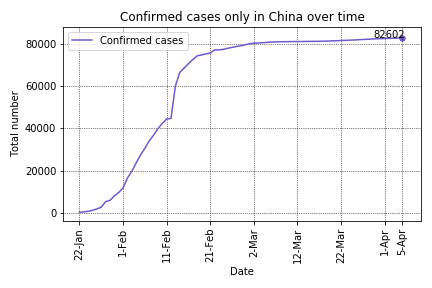 Confirmed cases only in China over time
Confirmed cases
82602
Total number
80000
60000
40000
20000
0
22-Jan
1-Feb
11-Feb
21-Feb
2-Mar
12-Mar
22-Mar
1-Apr
5-Apr
Date